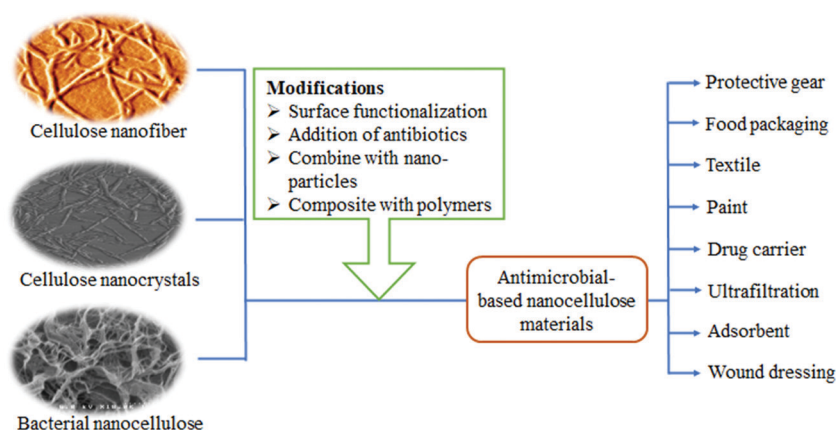 Cellulose nanofiber
Cellulose nanocrystals
Bacterial nanocellulose
Modifications
➢ Surface functionalization
➢ Addition of antibiotics
➢ Combine with nano-
particles
➢ Composite with polymers
Antimicrobial-
based nanocellulose
materials
Protective gear
Food packaging
Textile
Paint
Drug carrier
Ultrafiltration
Adsorbent
Wound dressing